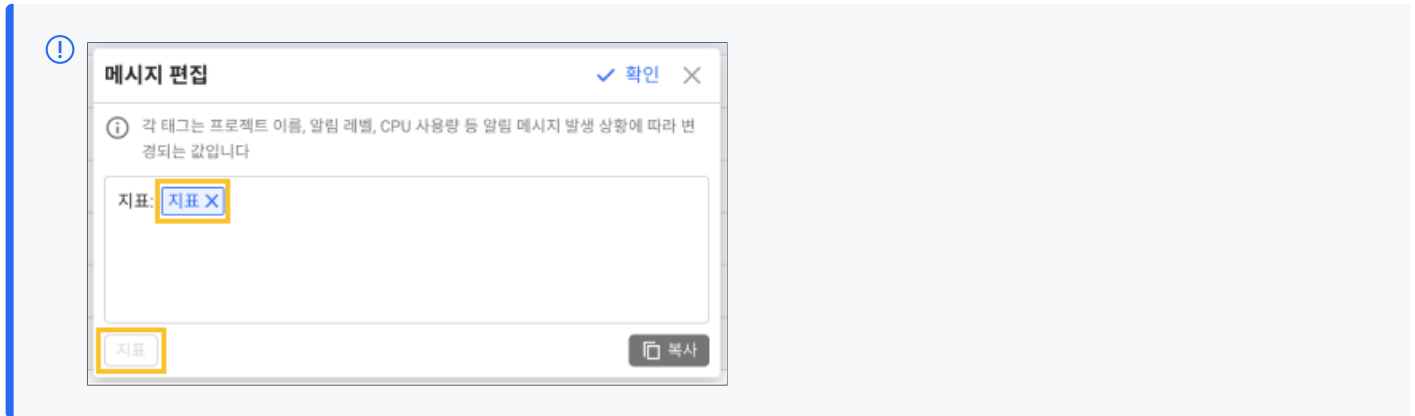 메시지 편집
확인
각 태그는 프로젝트 이름, 알림 레벨, CPU 사용량 등 알림 메시지 발생 상황에 따라 변
경되는 값입니다
지표: 지표
지표
복사